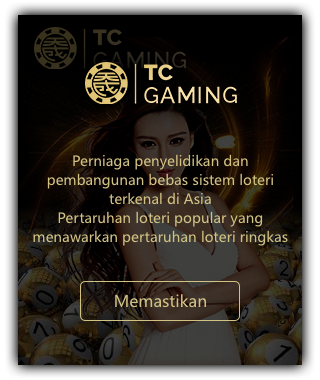 TC
GAMING
TC
GAMING
Perniaga penyelidikan dan
pembangunan bebas sistem loteri
terkenal di Asia
Pertaruhan loteri popular yang
menawarkan pertaruhan loteri ringkas
Memastikan